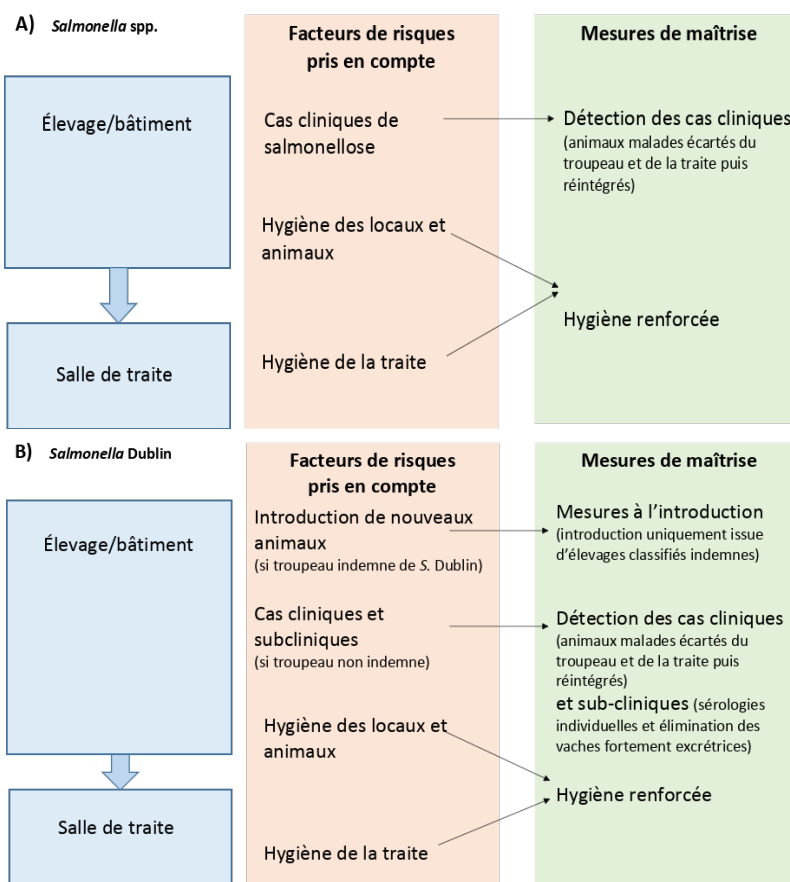 A) Salmonella spp.
Facteurs de risques
pris en compte
Mesures de maîtrise
Élevage/bâtiment
Cas cliniques de
salmonellose
Détection des cas cliniques
(animaux malades écartés du
troupeau et de la traite puis
réintégrés)
Hygiène des locaux et
animaux
Hygiène renforcée
Salle de traite
Hygiène de la traite
B) Salmonella Dublin
Facteurs de risques
pris en compte
Mesures de maîtrise
Élevage/bâtiment
Introduction de nouveaux
animaux
(si troupeau indemne de S. Dublin)
Mesures à l’introduction
(introduction uniquement issue
d’élevages classifiés indemnes)
Cas cliniques et
subcliniques
(si troupeau non indemne)
Détection des cas cliniques
(animaux malades écartés du
troupeau et de la traite puis
réintégrés)
et sub-cliniques (sérologies
individuelles et élimination des
vaches fortement excrétrices)
Hygiène des locaux et
animaux
Hygiène renforcée
Salle de traite
Hygiène de la traite